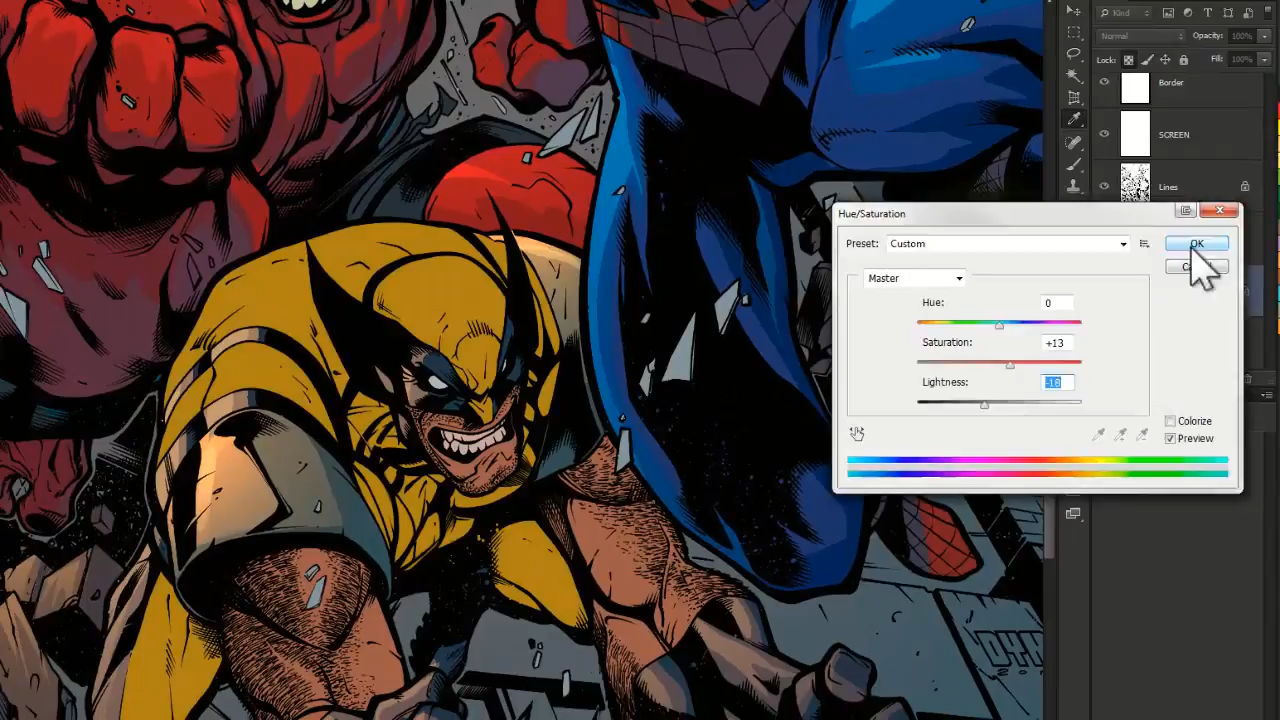 Kind
Normal
Opacity: 100%
Lock:
Fill: 100%
Border
SCREEN
Lines
Hue/Saturation
Preset: Custom
OK
Master
Hue: 0
Saturation: +13
Lightness: -18
Colorize
Preview